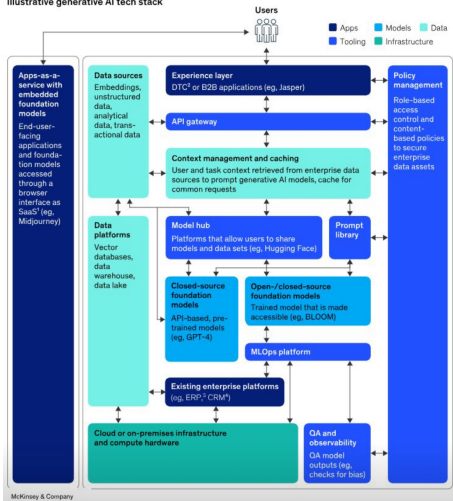 Illustrative generative AI tech stack
Users
Apps
Models
Data
Tooling
Infrastructure
Apps-as-a-
service with
embedded
foundation
models
End-user-
facing
applications
and founda-
tion models
accessed
through a
browser
interface as
SaaS¹ (eg,
Midjourney)
Data sources
Embeddings,
unstructured
data,
analytical
data, trans-
actional data
Experience layer
DTC² or B2B applications (eg, Jasper)
API gateway
Context management and caching
User and task context retrieved from enterprise data
sources to prompt generative AI models, cache for
common requests
Policy
management
Role-based
access
control and
content-
based policies
to secure
enterprise
data assets
Data
platforms
Vector
databases,
data
warehouse,
data lake
Model hub
Platforms that allow users to share
models and data sets (eg, Hugging Face)
Prompt
library
Closed-source
foundation
models
API-based, pre-
trained models
(eg, GPT-4)
Open-/closed-source
foundation models
Trained model that is made
accessible (eg, BLOOM)
MLOps platform
Existing enterprise platforms
(eg, ERP,³ CRM⁴)
Cloud or on-premises infrastructure
and compute hardware
QA and
observability
QA model
outputs (eg,
checks for bias)
McKinsey & Company